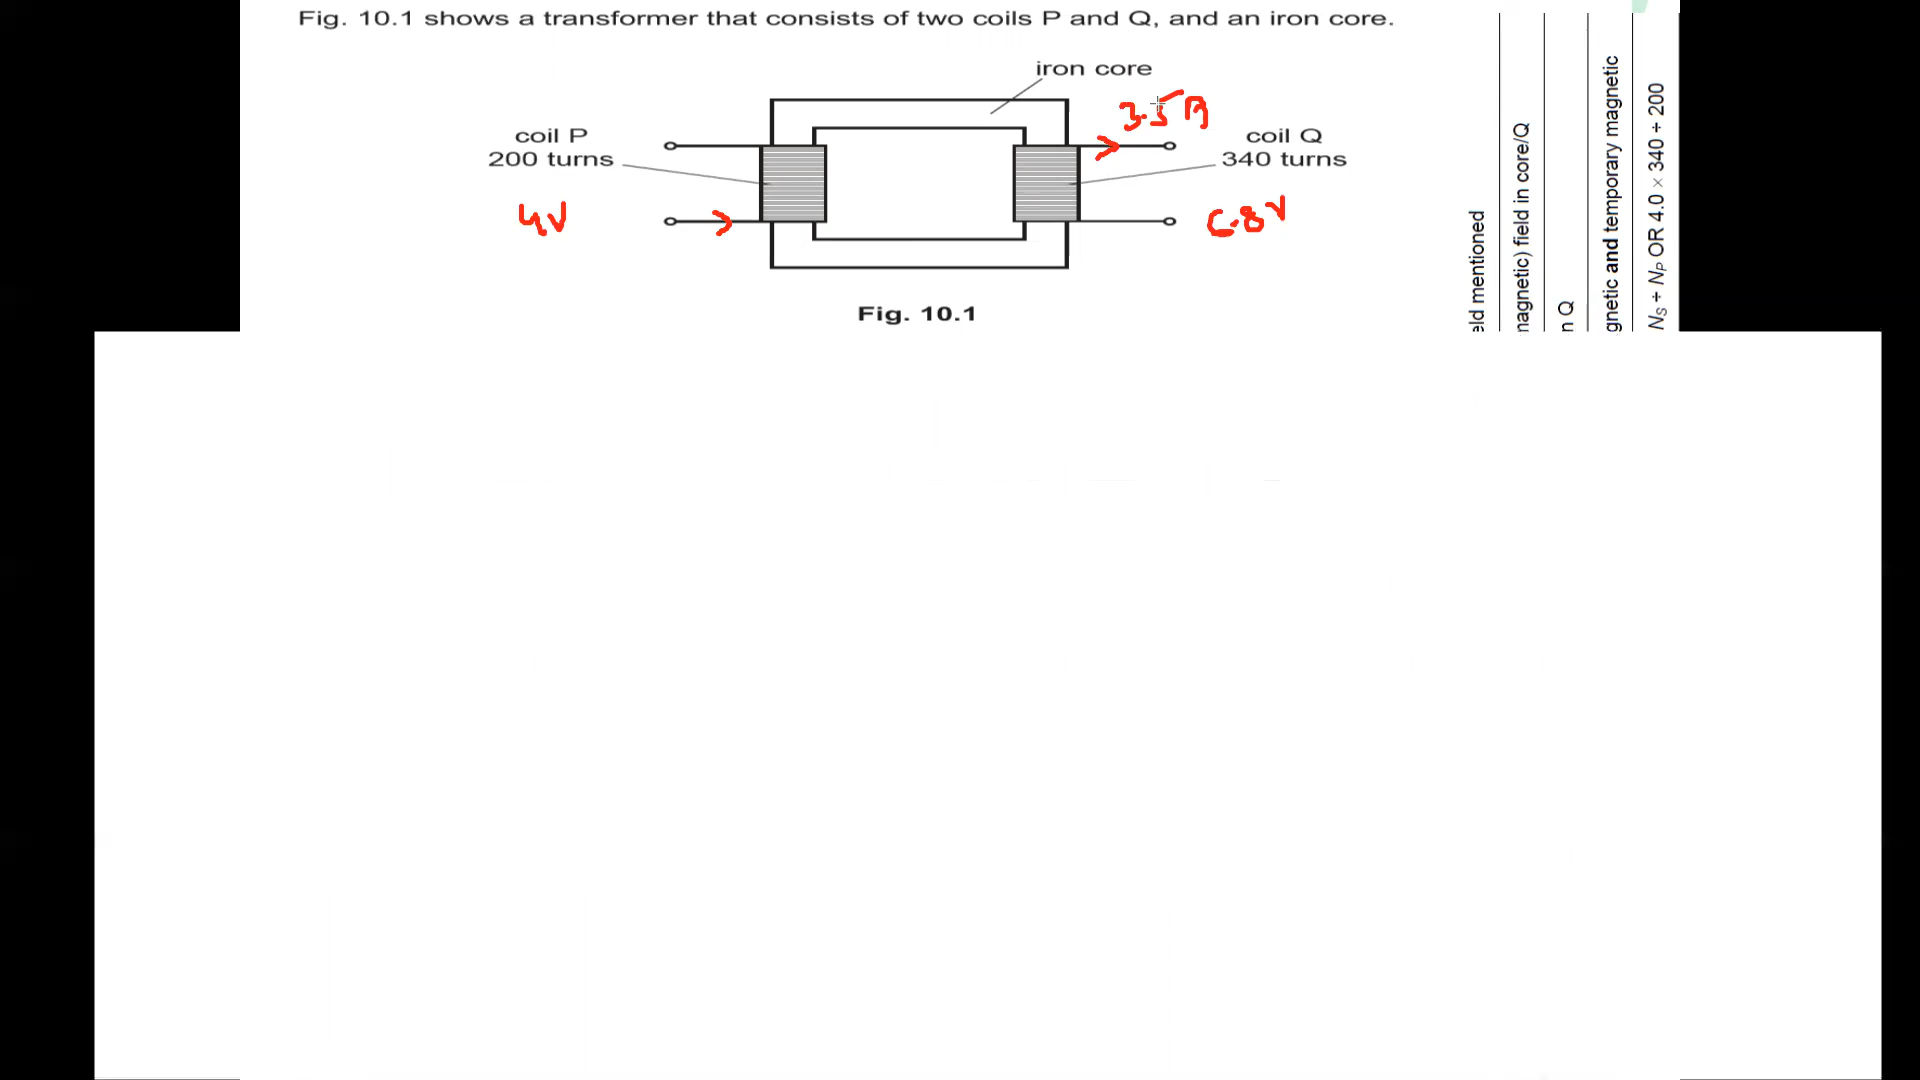 Fig. 10.1 shows a transformer that consists of two coils P and Q, and an iron core.
iron core
3.5 A
coil P
200 turns
coil Q
340 turns
4V
6.8V
Fig. 10.1
eld mentioned
nagnetic) field in core/Q
n Q
gnetic and temporary magnetic
NS ÷ NP OR 4.0 × 340 ÷ 200